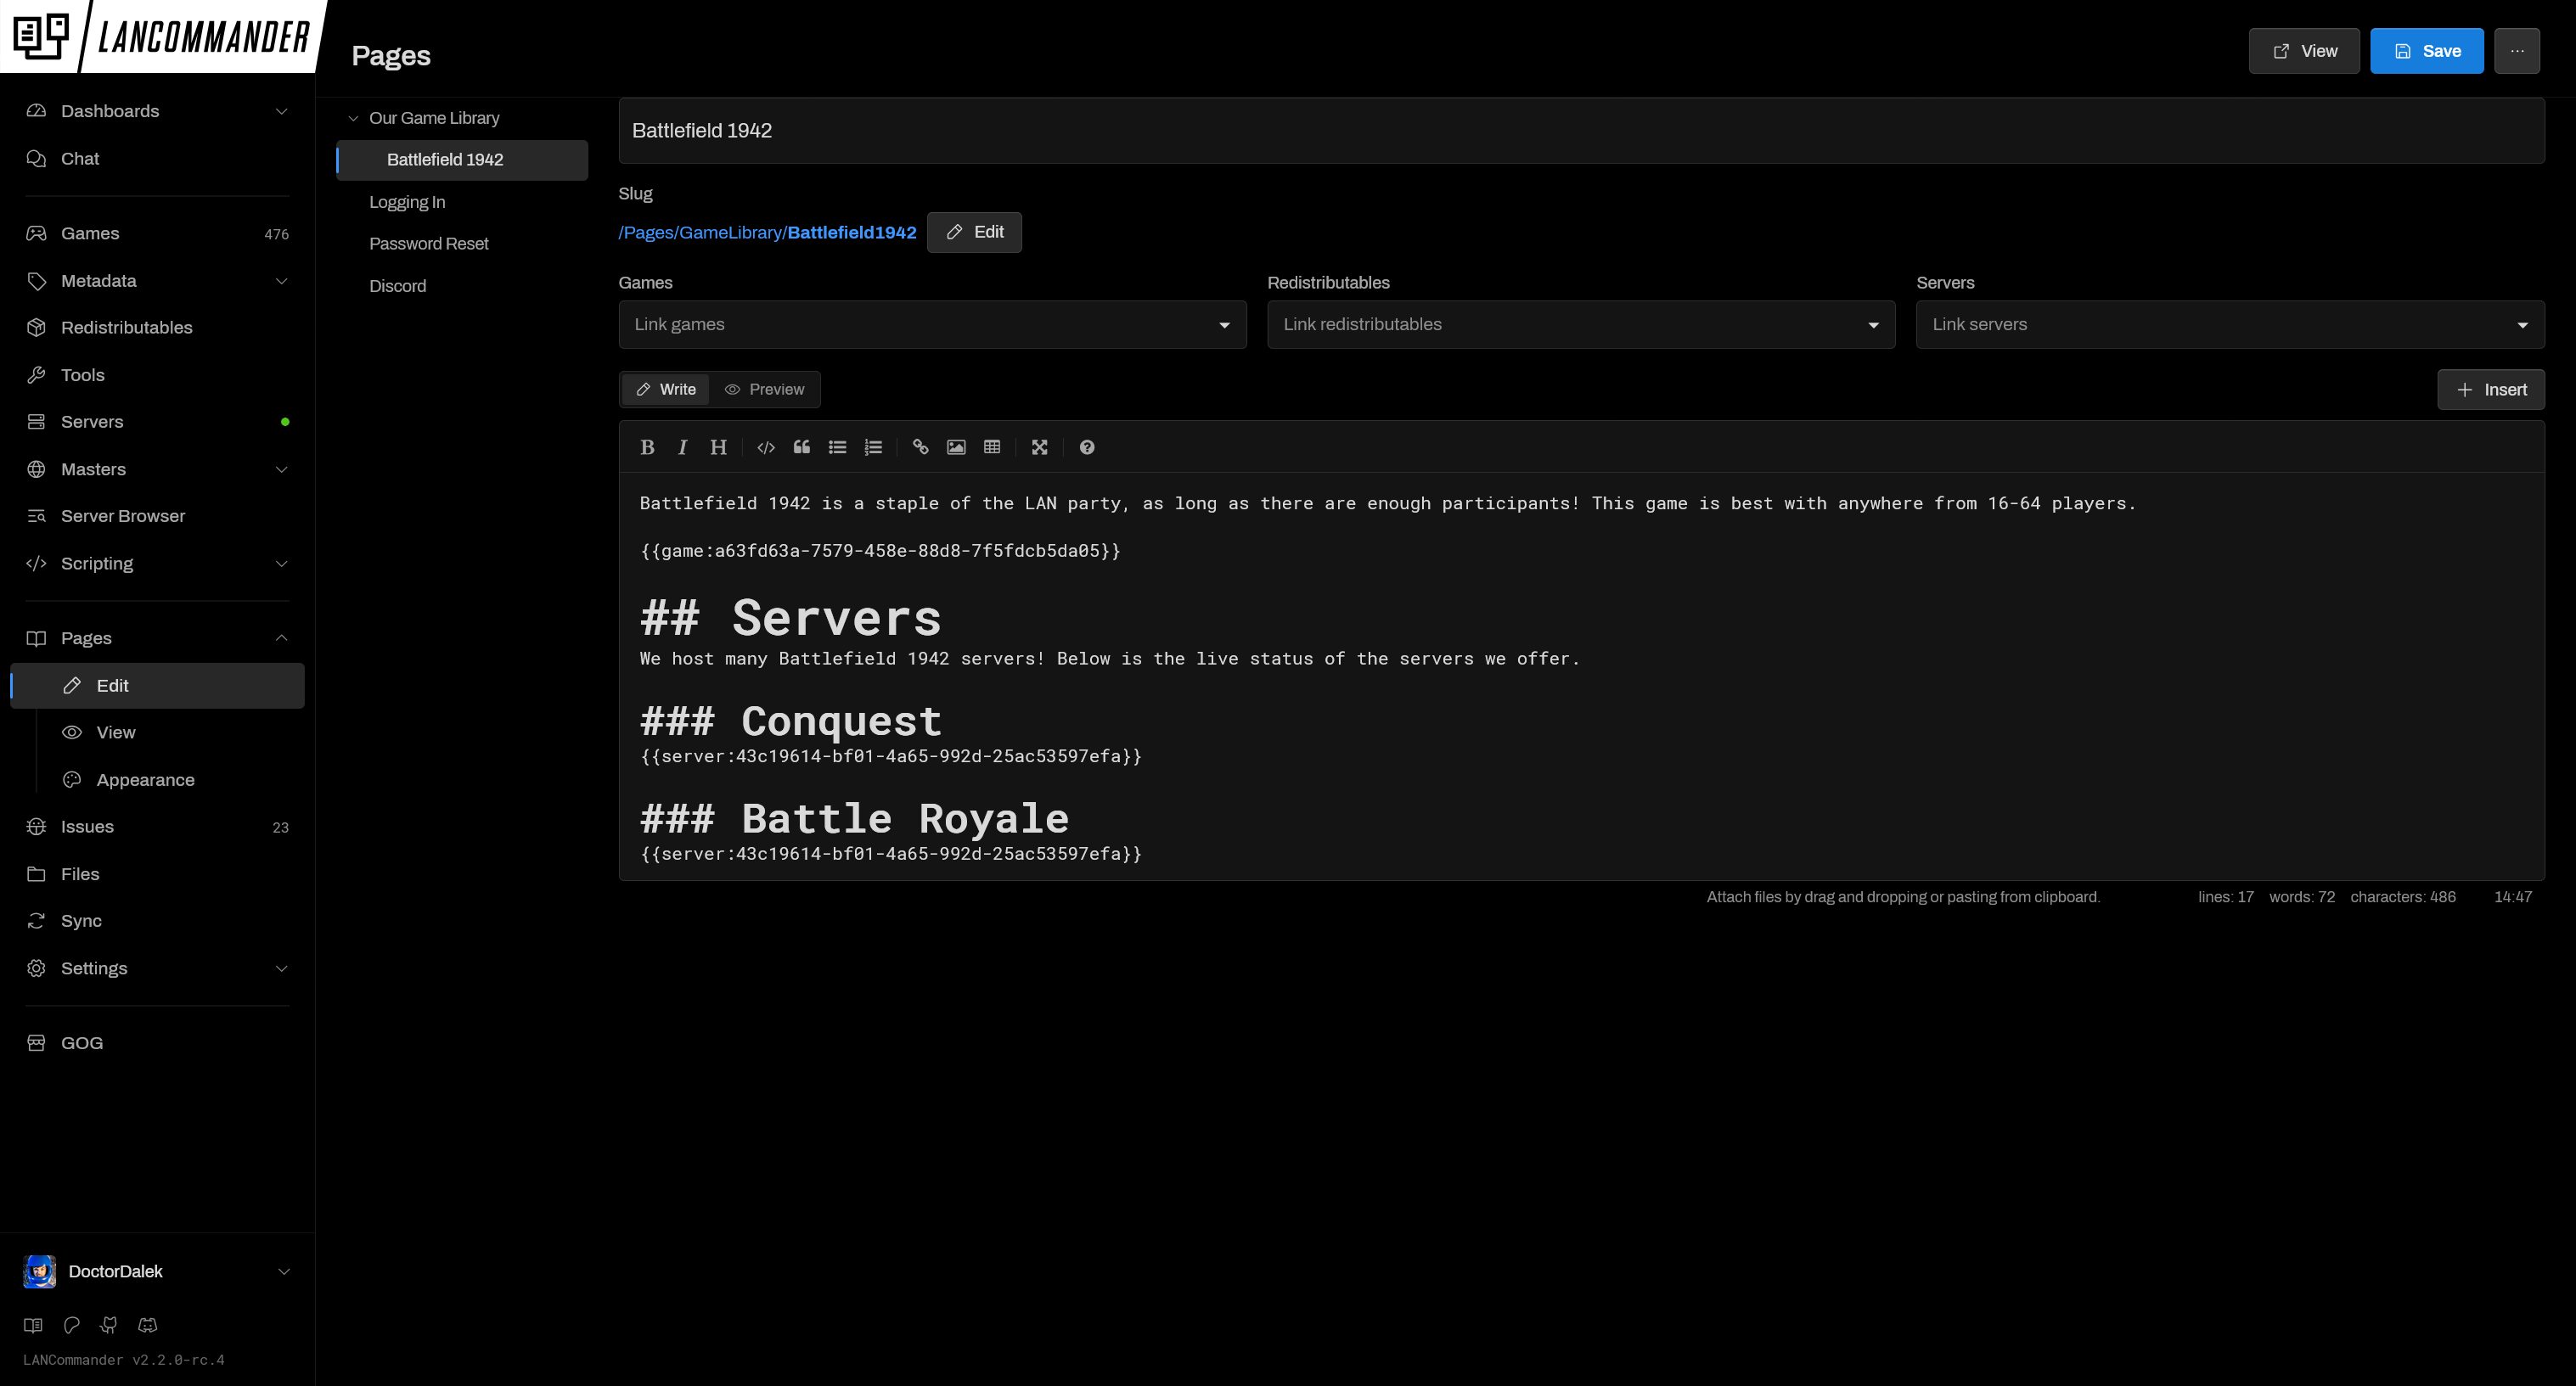 LANCOMMANDER
Dashboards
Chat
Games 476
Metadata
Redistributables
Tools
Servers
Masters
Server Browser
Scripting
Pages
Edit
View
Appearance
Issues 23
Files
Sync
Settings
GOG
DoctorDalek
LANCommander v2.2.0-rc.4
Pages
View
Save
Our Game Library
Battlefield 1942
Logging In
Password Reset
Discord
Battlefield 1942
Slug
/Pages/GameLibrary/Battlefield1942 Edit
Games Redistributables Servers
Link games Link redistributables Link servers
Write Preview Insert
B I H
Battlefield 1942 is a staple of the LAN party, as long as there are enough participants! This game is best with anywhere from 16-64 players.
{{game:a63fd63a-7579-458e-88d8-7f5fdcb5da05}}
## Servers
We host many Battlefield 1942 servers! Below is the live status of the servers we offer.
### Conquest
{{server:43c19614-bf01-4a65-992d-25ac53597efa}}
### Battle Royale
{{server:43c19614-bf01-4a65-992d-25ac53597efa}}
Attach files by drag and dropping or pasting from clipboard. lines: 17 words: 72 characters: 486 14:47